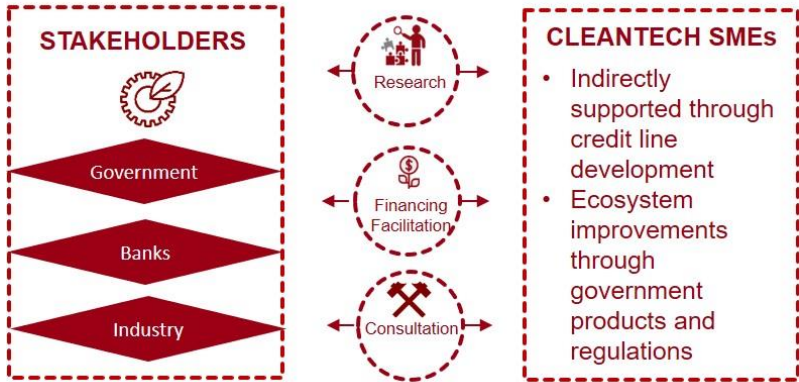 STAKEHOLDERS
Government
Banks
Industry
Research
Financing
Facilitation
Consultation
CLEANTECH SMEs
• Indirectly
supported through
credit line
development
• Ecosystem
improvements
through
government
products and
regulations